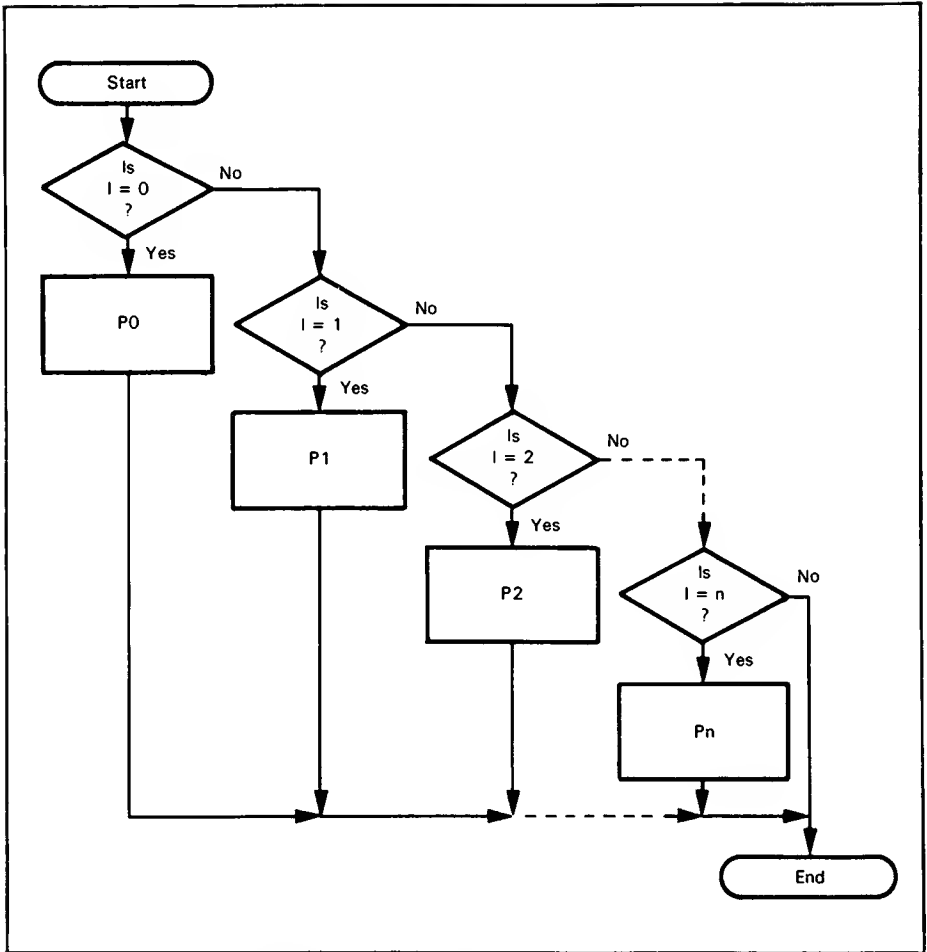 Start
Is
I = 0
?
No
Yes
P0
Is
I = 1
?
No
Yes
P1
Is
I = 2
?
No
Yes
P2
Is
I = n
?
No
Yes
Pn
End